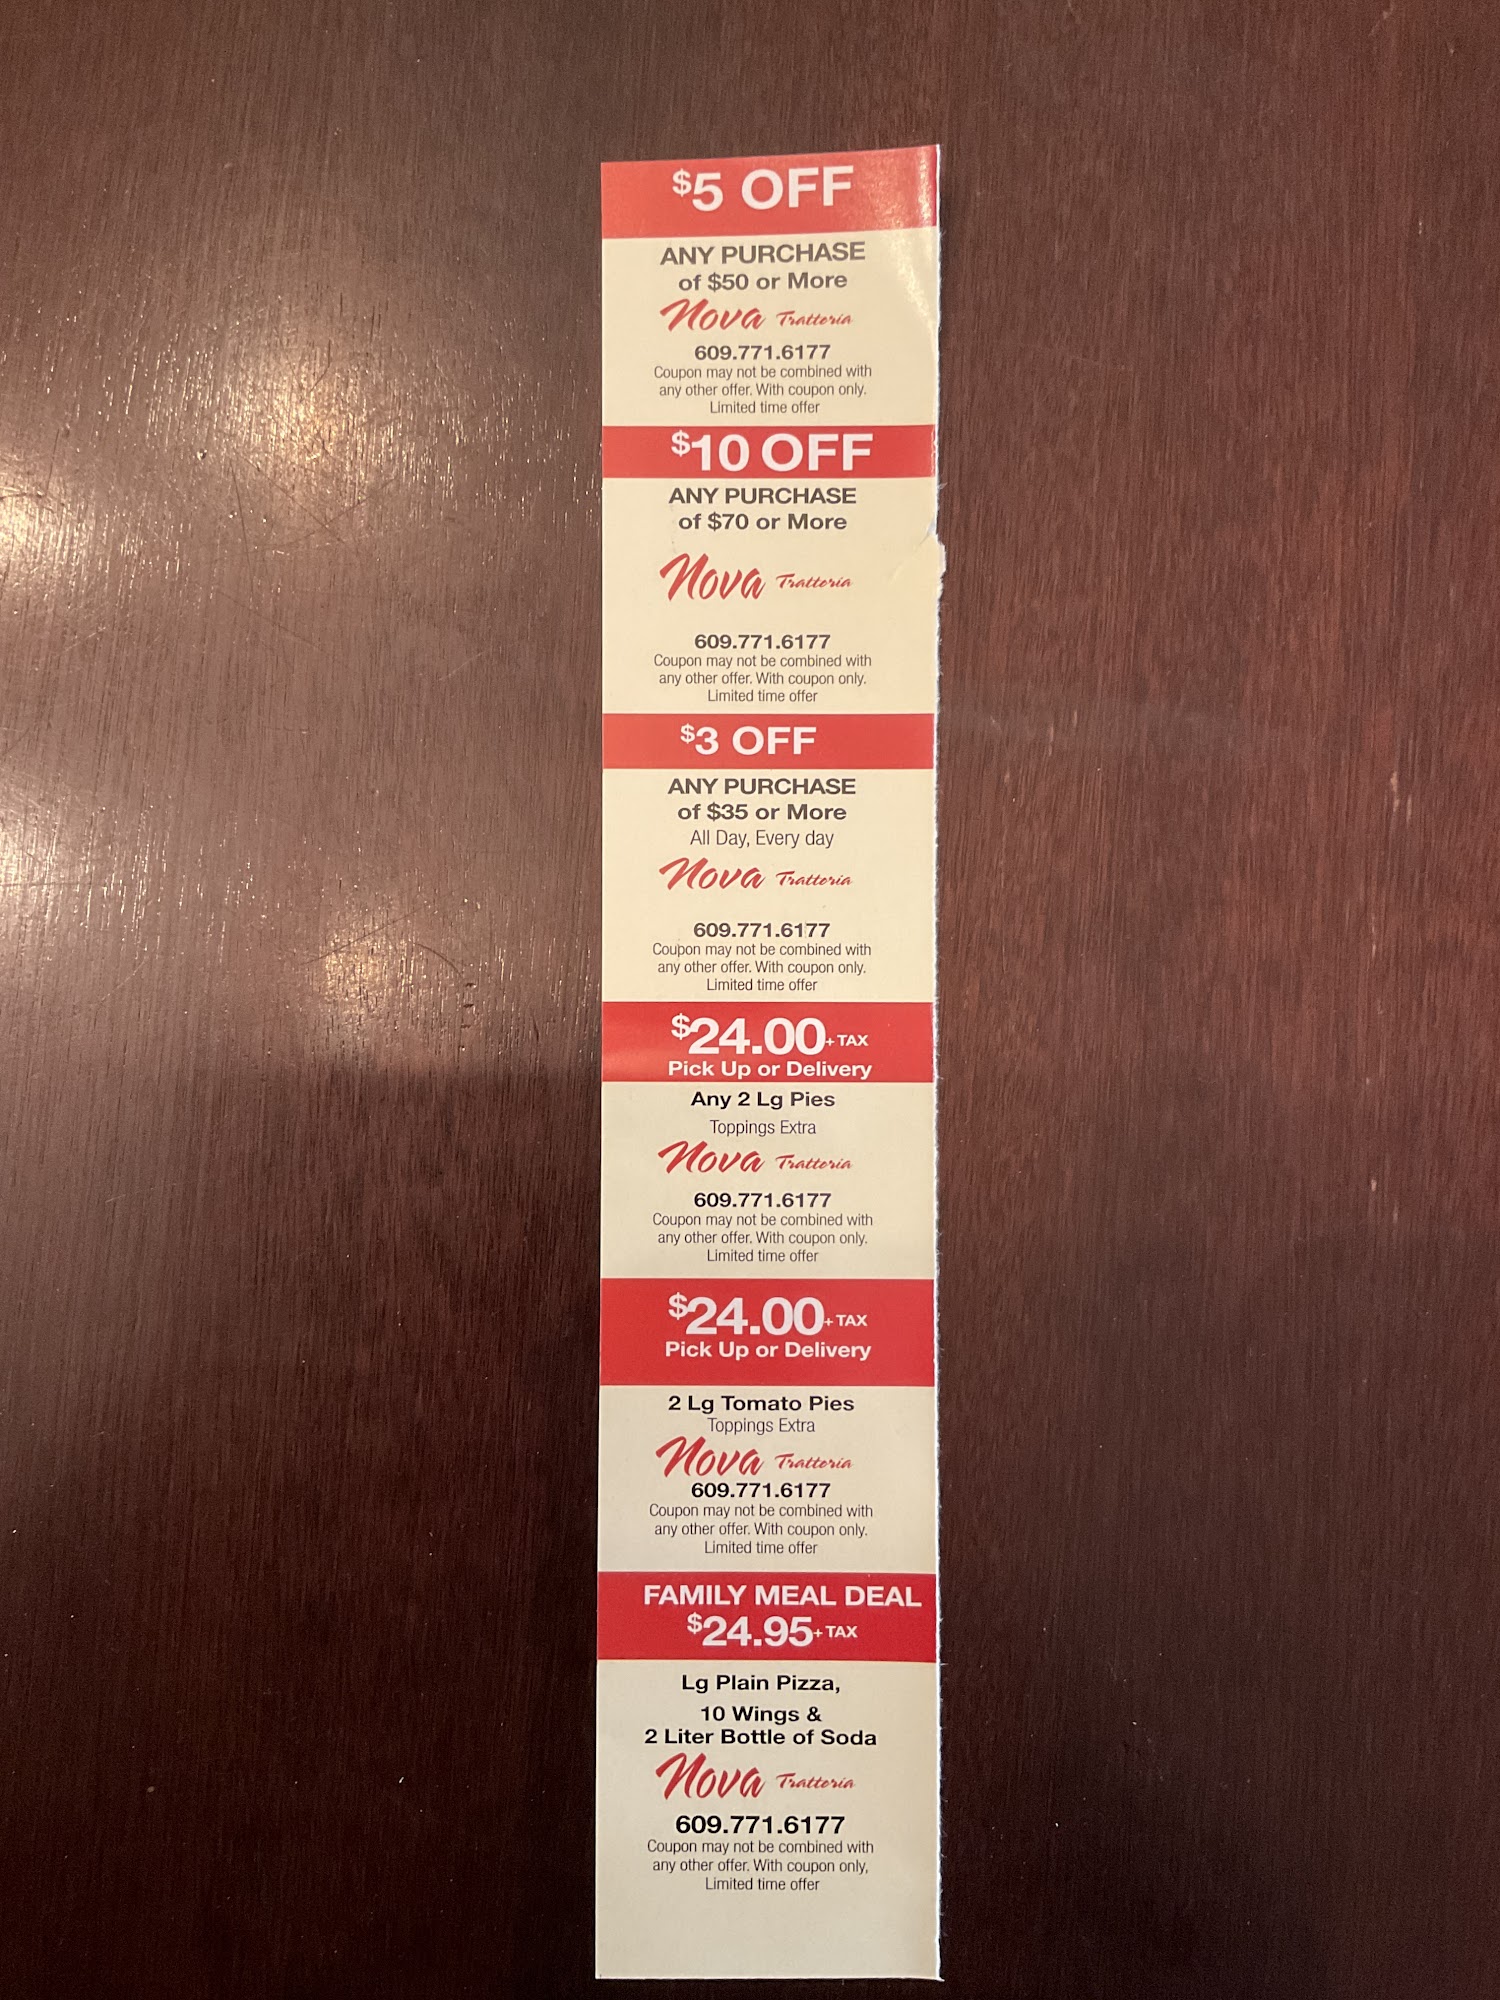 $5 OFF
ANY PURCHASE
of $50 or More
Nova Trattoria
609.771.6177
Coupon may not be combined with
any other offer. With coupon only.
Limited time offer
$10 OFF
ANY PURCHASE
of $70 or More
Nova Trattoria
609.771.6177
Coupon may not be combined with
any other offer. With coupon only.
Limited time offer
$3 OFF
ANY PURCHASE
of $35 or More
All Day, Every day
Nova Trattoria
609.771.6177
Coupon may not be combined with
any other offer. With coupon only.
Limited time offer
$24.00+ TAX
Pick Up or Delivery
Any 2 Lg Pies
Toppings Extra
Nova Trattoria
609.771.6177
Coupon may not be combined with
any other offer. With coupon only.
Limited time offer
$24.00+ TAX
Pick Up or Delivery
2 Lg Tomato Pies
Toppings Extra
Nova Trattoria
609.771.6177
Coupon may not be combined with
any other offer. With coupon only.
Limited time offer
FAMILY MEAL DEAL
$24.95+ TAX
Lg Plain Pizza,
10 Wings &
2 Liter Bottle of Soda
Nova Trattoria
609.771.6177
Coupon may not be combined with
any other offer. With coupon only,
Limited time offer